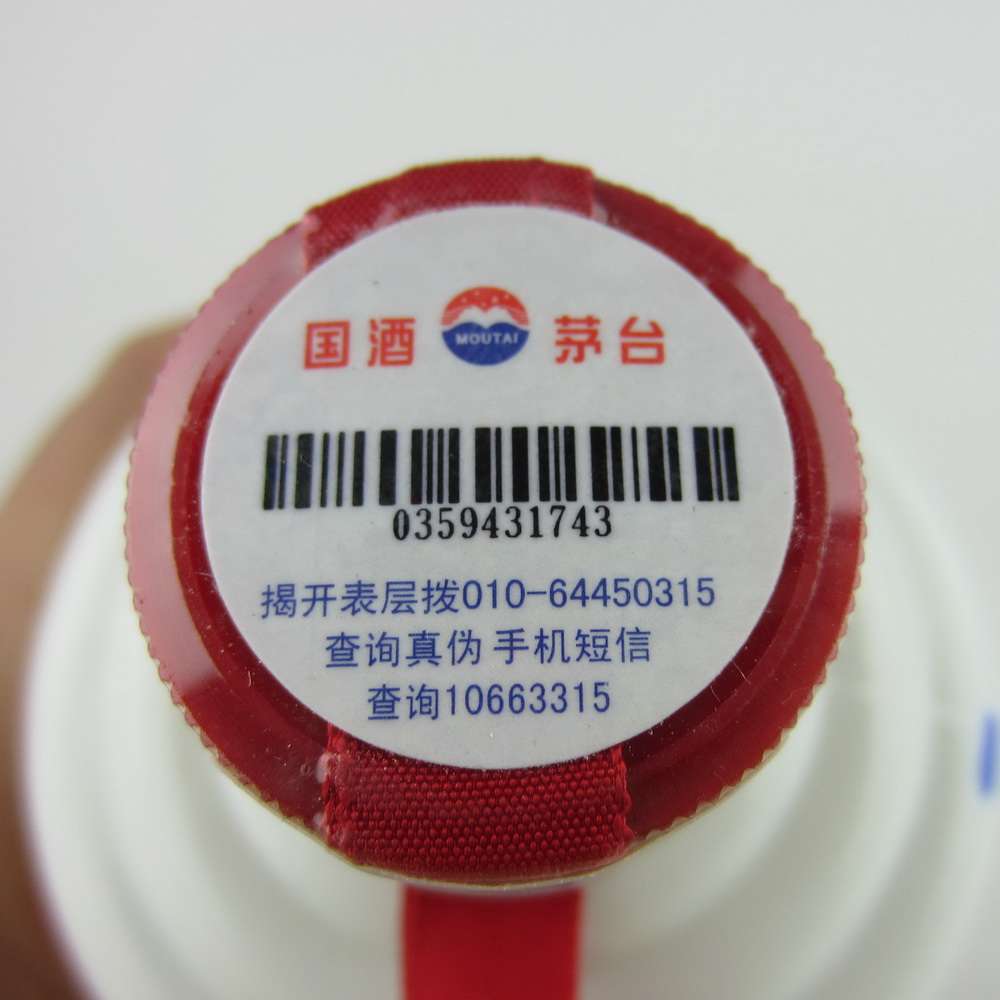 国酒 MOUTAI 茅台
0359431743
揭开表层拨010-64450315
查询真伪 手机短信
查询10663315